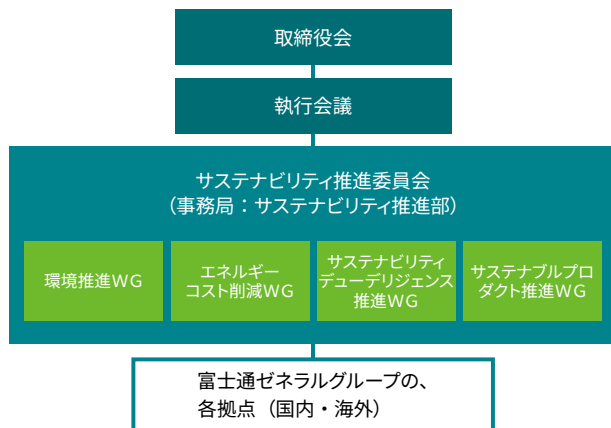 取締役会
執行会議
サステナビリティ推進委員会
（事務局：サステナビリティ推進部）
環境推進WG
エネルギー
コスト削減WG
サステナビリティ
デューデリジェンス
推進WG
サステナブルプロ
ダクト推進WG
富士通ゼネラルグループの、
各拠点（国内・海外）